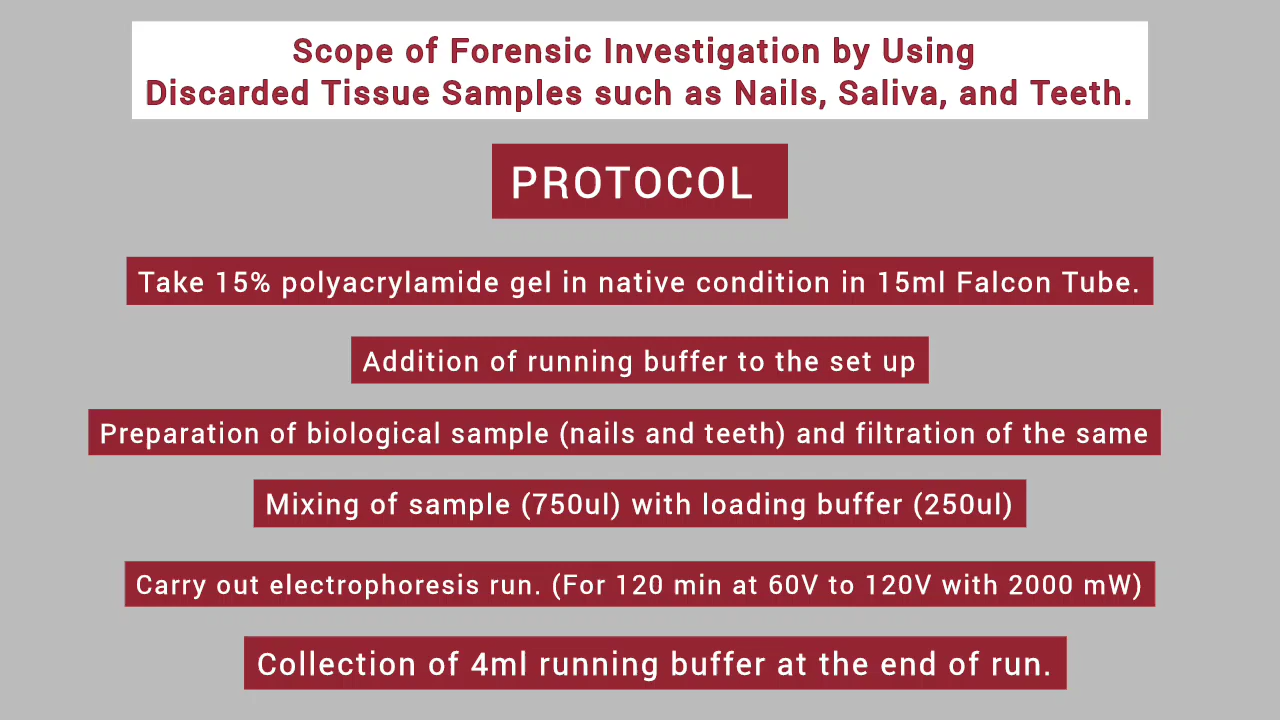 Scope of Forensic Investigation by Using
Discarded Tissue Samples such as Nails, Saliva, and Teeth.
PROTOCOL
Take 15% polyacrylamide gel in native condition in 15ml Falcon Tube.
Addition of running buffer to the set up
Preparation of biological sample (nails and teeth) and filtration of the same
Mixing of sample (750ul) with loading buffer (250ul)
Carry out electrophoresis run. (For 120 min at 60V to 120V with 2000 mW)
Collection of 4ml running buffer at the end of run.